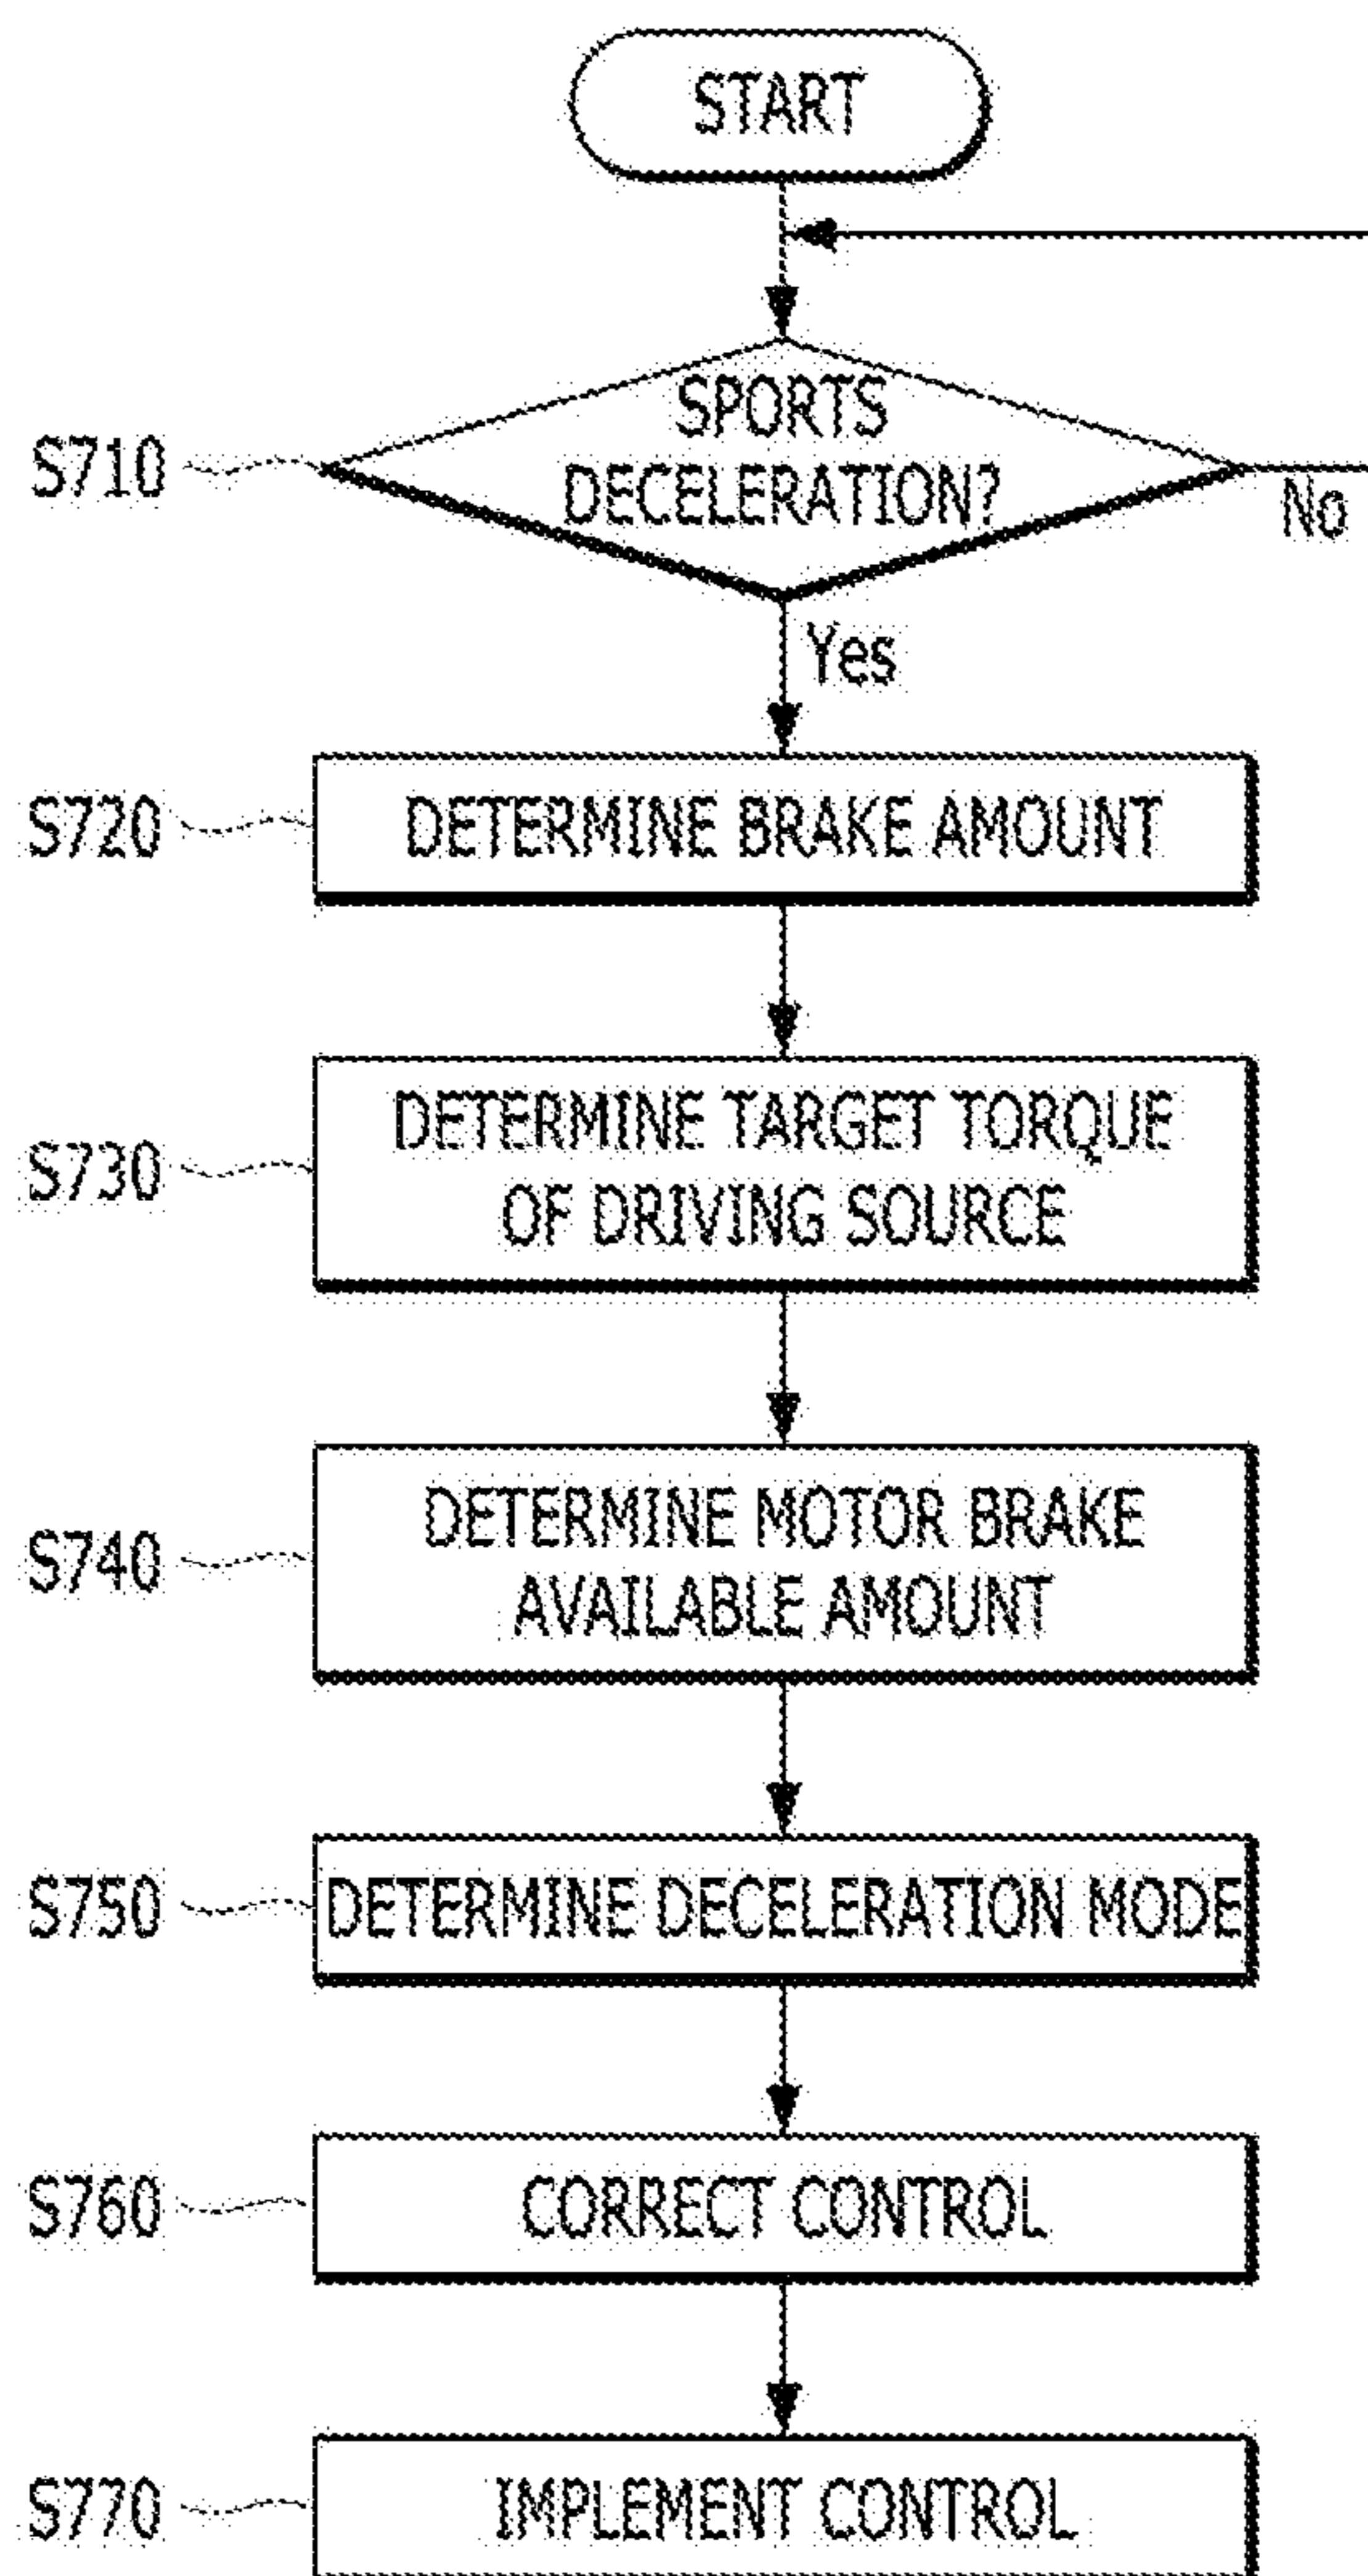 START
SPORTS
S710
DECELERATION?
No
Yes
S720
DETERMINE BRAKE AMOUNT
DETERMINE TARGET TORQUE
S730
OF DRIVING SOURCE
DETERMINE MOTOR BRAKE
S740
AVAILABLE AMOUNT
S750
DETERMINE DECELERATION MODE
S760
CORRECT CONTROL
S770
IMPLEMENT CONTROL